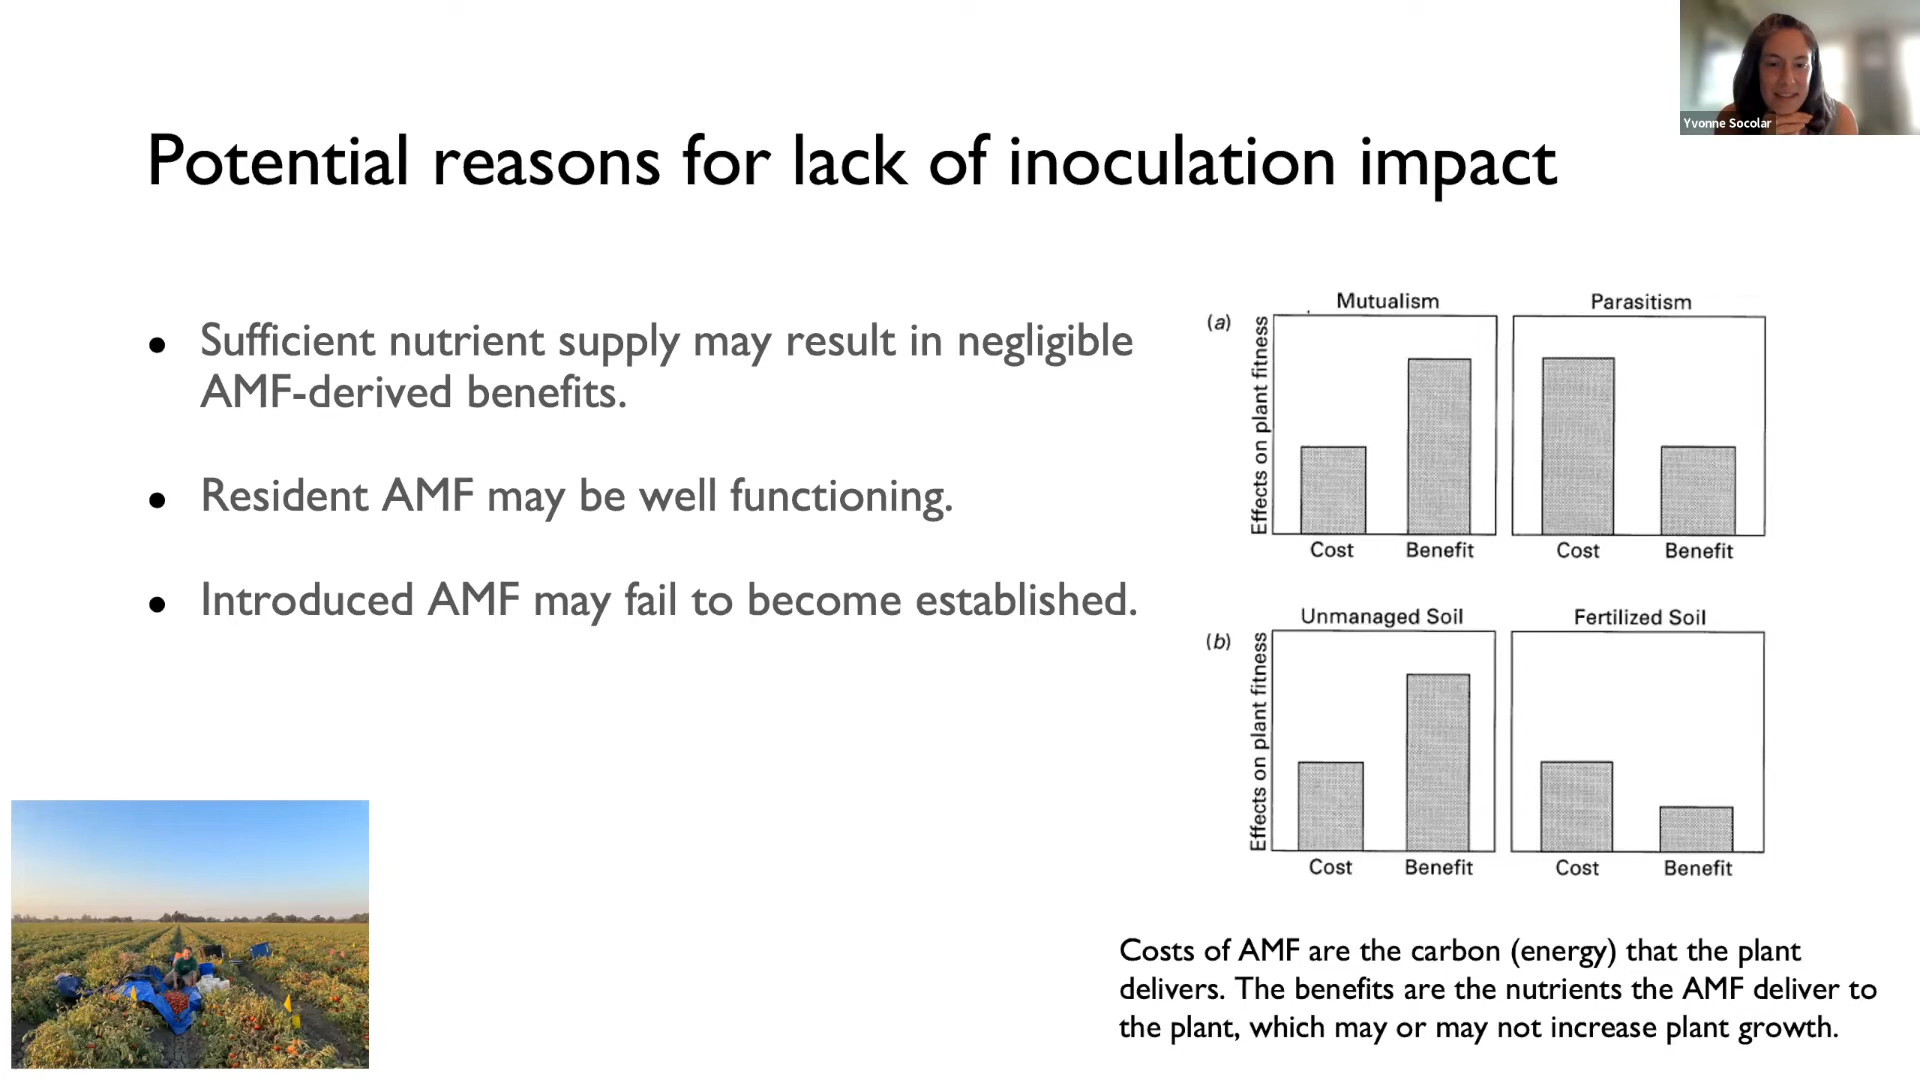 Yvonne Socolar
Potential reasons for lack of inoculation impact
• Sufficient nutrient supply may result in negligible
AMF-derived benefits.
• Resident AMF may be well functioning.
• Introduced AMF may fail to become established.
Mutualism
Parasitism
(a)
Effects on plant fitness
Cost
Benefit
Cost
Benefit
Unmanaged Soil
Fertilized Soil
(b)
Effects on plant fitness
Cost
Benefit
Cost
Benefit
Costs of AMF are the carbon (energy) that the plant
delivers. The benefits are the nutrients the AMF deliver to
the plant, which may or may not increase plant growth.